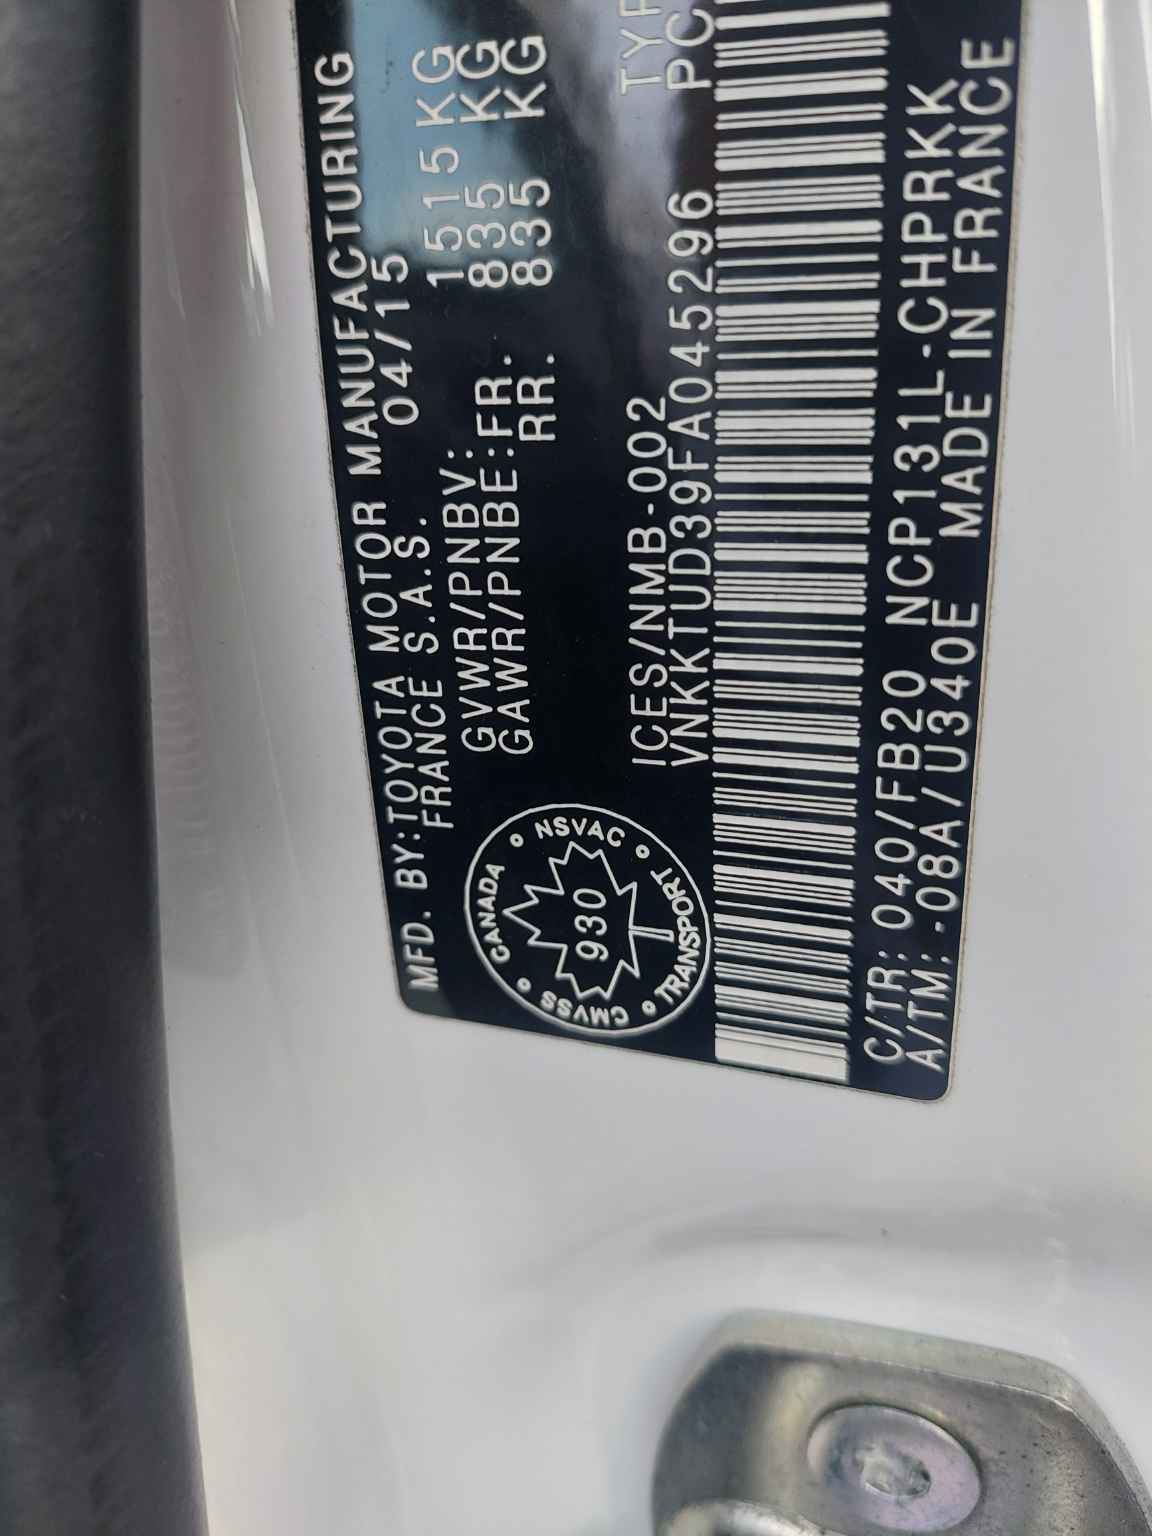 MFD. BY:TOYOTA MOTOR MANUFACTURING
FRANCE S.A.S. 04/15
GVWR/PNBV: 1515 KG
GAWR/PNBE:FR. 835 KG
RR. 835 KG
CANADA
NSVAC
TRANSPORT
CMVSS
930
ICES/NMB-002
VNKKTUD39FA045296
C/TR: 040/FB20 NCP131L-CHPRKK
A/TM: -08A/U340E MADE IN FRANCE